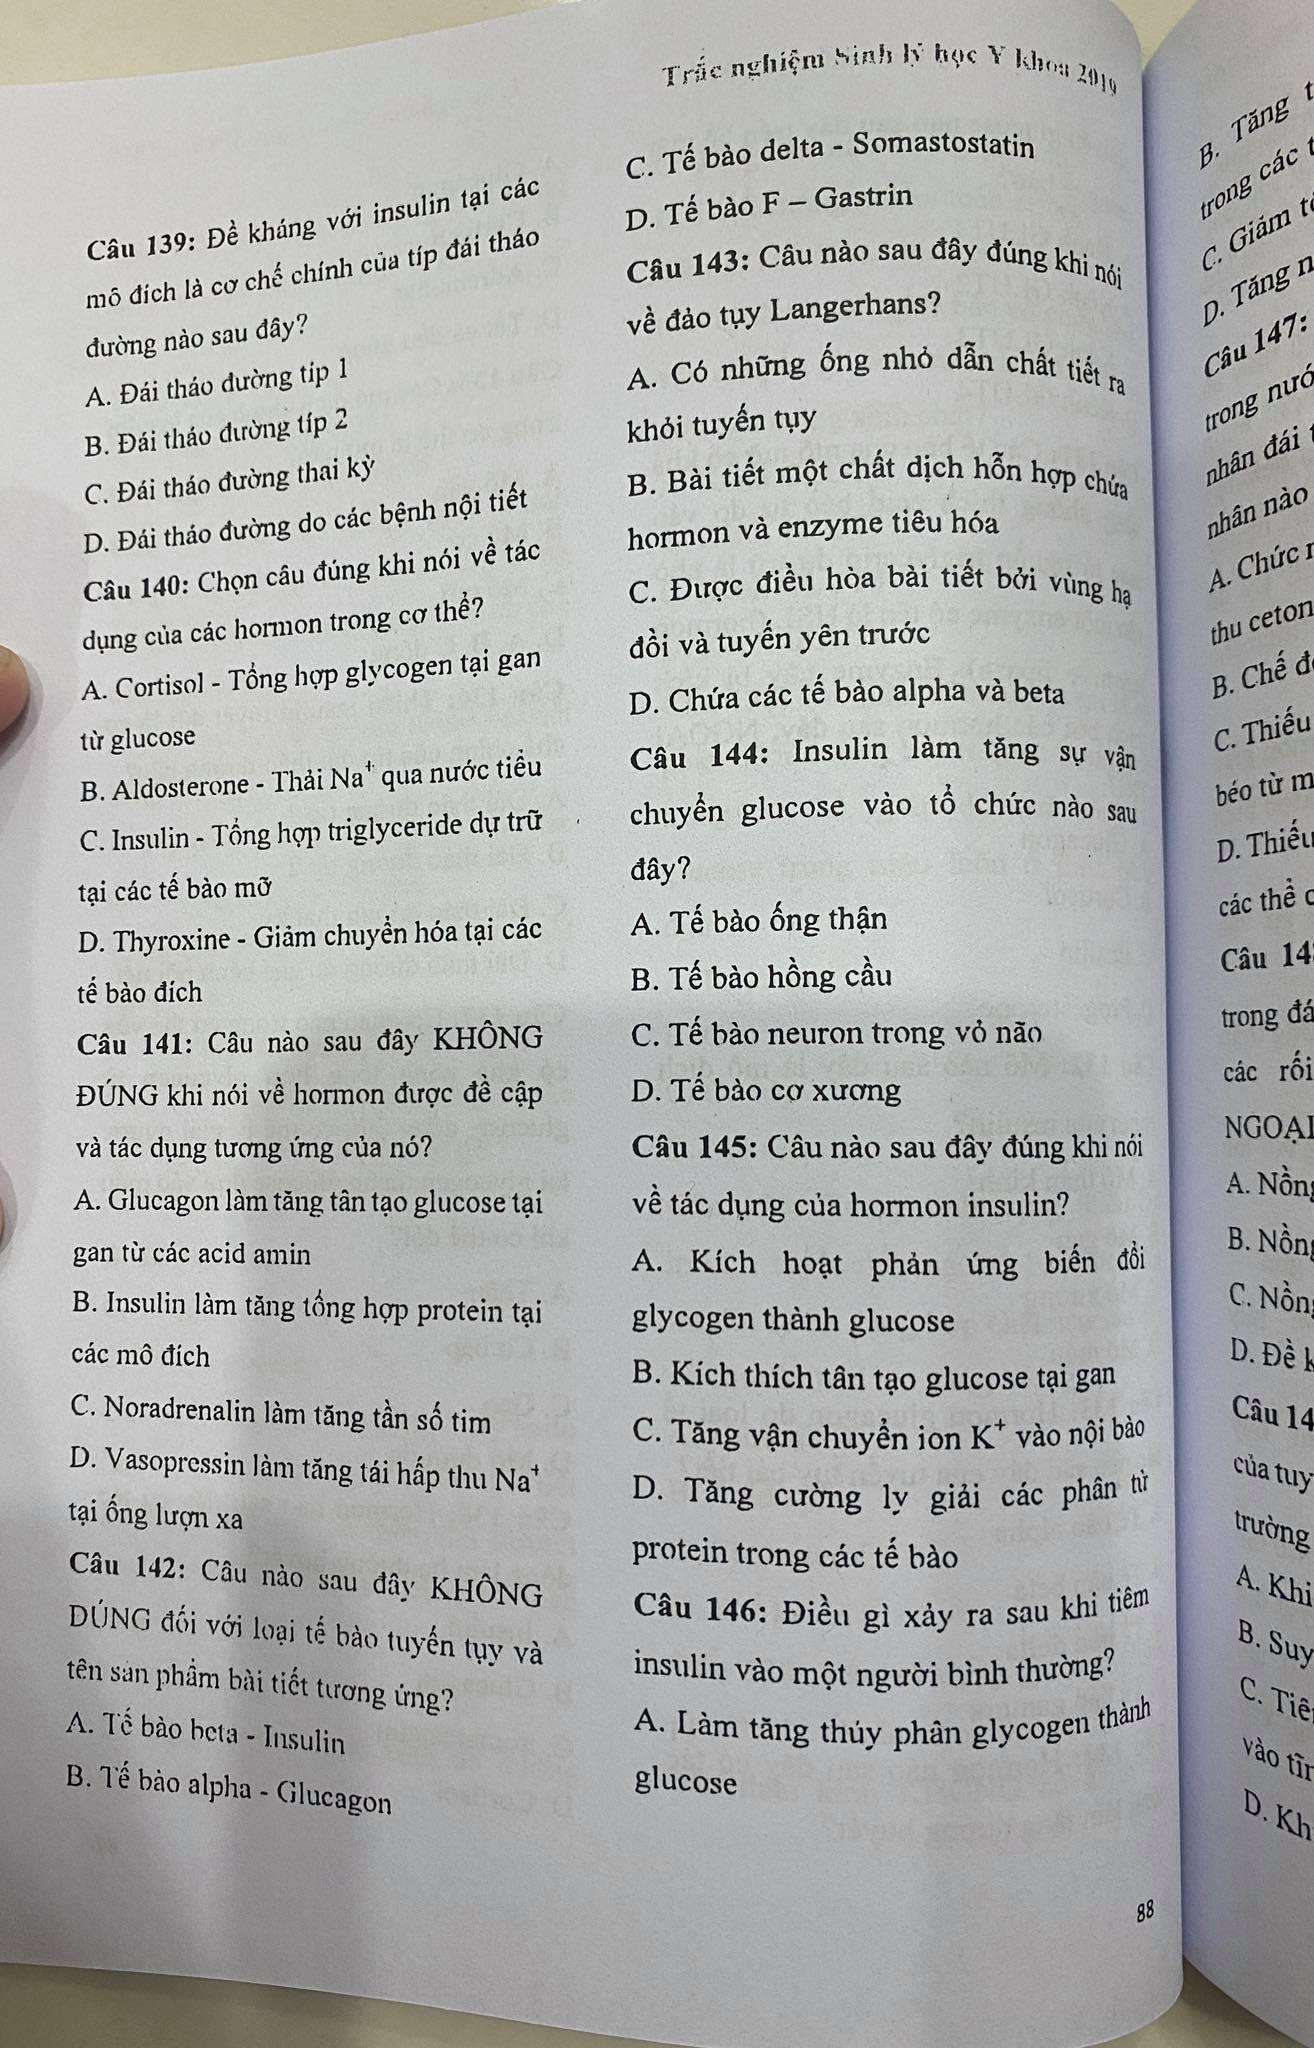 Trắc nghiệm Sinh lý học Y khoa 2019
Câu 139: Đề kháng với insulin tại các
mô đích là cơ chế chính của típ đái tháo
đường nào sau đây?
A. Đái tháo đường típ 1
B. Đái tháo đường típ 2
C. Đái tháo đường thai kỳ
D. Đái tháo đường do các bệnh nội tiết
Câu 140: Chọn câu đúng khi nói về tác
dụng của các hormon trong cơ thể?
A. Cortisol - Tổng hợp glycogen tại gan
từ glucose
B. Aldosterone - Thải Na⁺ qua nước tiểu
C. Insulin - Tổng hợp triglyceride dự trữ
tại các tế bào mỡ
D. Thyroxine - Giảm chuyển hóa tại các
tế bào đích
Câu 141: Câu nào sau đây KHÔNG
ĐÚNG khi nói về hormon được đề cập
và tác dụng tương ứng của nó?
A. Glucagon làm tăng tân tạo glucose tại
gan từ các acid amin
B. Insulin làm tăng tổng hợp protein tại
các mô đích
C. Noradrenalin làm tăng tần số tim
D. Vasopressin làm tăng tái hấp thu Na⁺
tại ống lượn xa
Câu 142: Câu nào sau đây KHÔNG
ĐÚNG đối với loại tế bào tuyến tụy và
tên sản phẩm bài tiết tương ứng?
A. Tế bào beta - Insulin
B. Tế bào alpha - Glucagon
C. Tế bào delta - Somastostatin
D. Tế bào F – Gastrin
Câu 143: Câu nào sau đây đúng khi nói
về đảo tụy Langerhans?
A. Có những ống nhỏ dẫn chất tiết ra
khỏi tuyến tụy
B. Bài tiết một chất dịch hỗn hợp chứa
hormon và enzyme tiêu hóa
C. Được điều hòa bài tiết bởi vùng hạ
đồi và tuyến yên trước
D. Chứa các tế bào alpha và beta
Câu 144: Insulin làm tăng sự vận
chuyển glucose vào tổ chức nào sau
đây?
A. Tế bào ống thận
B. Tế bào hồng cầu
C. Tế bào neuron trong vỏ não
D. Tế bào cơ xương
Câu 145: Câu nào sau đây đúng khi nói
về tác dụng của hormon insulin?
A. Kích hoạt phản ứng biến đổi
glycogen thành glucose
B. Kích thích tân tạo glucose tại gan
C. Tăng vận chuyển ion K⁺ vào nội bào
D. Tăng cường ly giải các phân tử
protein trong các tế bào
Câu 146: Điều gì xảy ra sau khi tiêm
insulin vào một người bình thường?
A. Làm tăng thủy phân glycogen thành
glucose
88
B. Tăng
trong các
C. Giảm
D. Tăng
Câu 147:
trong
nhân đái
nhân nào
A. Chức
thu ceton
B. Chế
C. Thiếu
béo từ
D. Thiếu
các thể
Câu
trong
các rối
A.
B.
C.
D. Đề
Câu
của
trường
A. Khi
B. Suy
C.
vào
D.